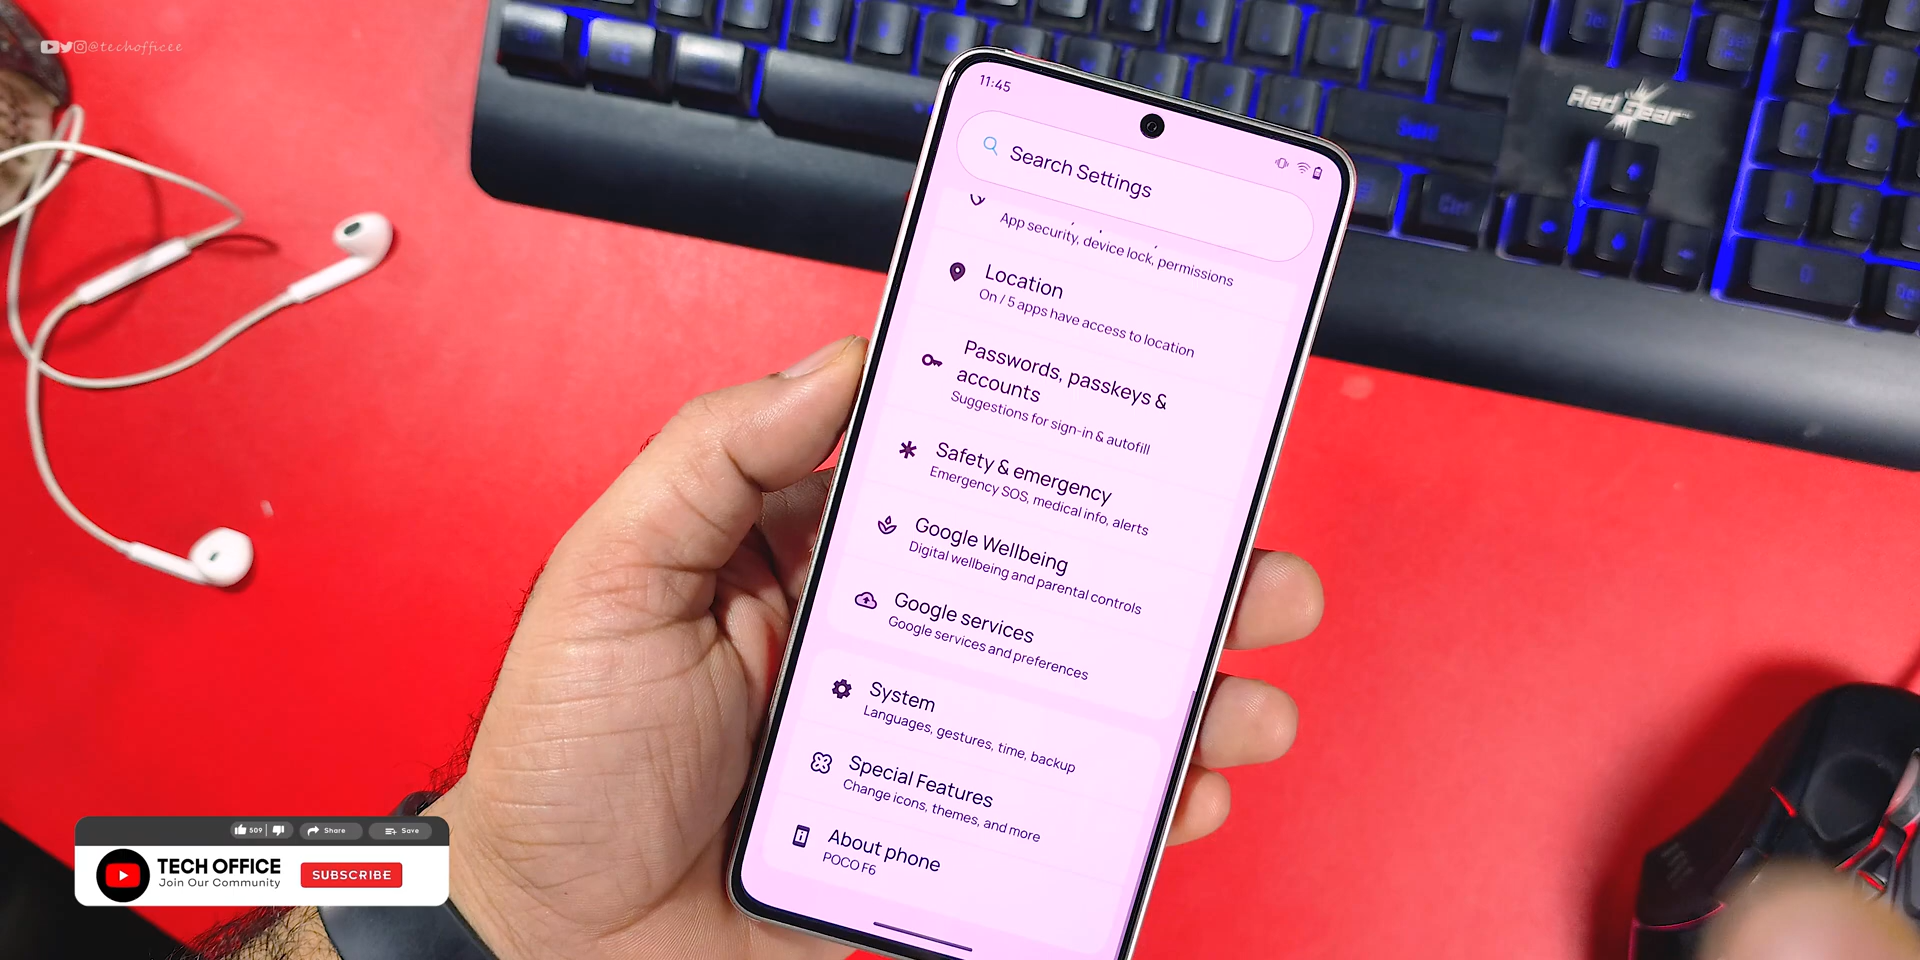 @techofficee
11:45
Search Settings
App security, device lock, permissions
Location
On / 5 apps have access to location
Passwords, passkeys &
accounts
Suggestions for sign-in & autofill
Safety & emergency
Emergency SOS, medical info, alerts
Google Wellbeing
Digital wellbeing and parental controls
Google services
Google services and preferences
System
Languages, gestures, time, backup
Special Features
Change icons, themes, and more
About phone
POCO F6
Red Gear
509
Share
Save
TECH OFFICE
Join Our Community
SUBSCRIBE